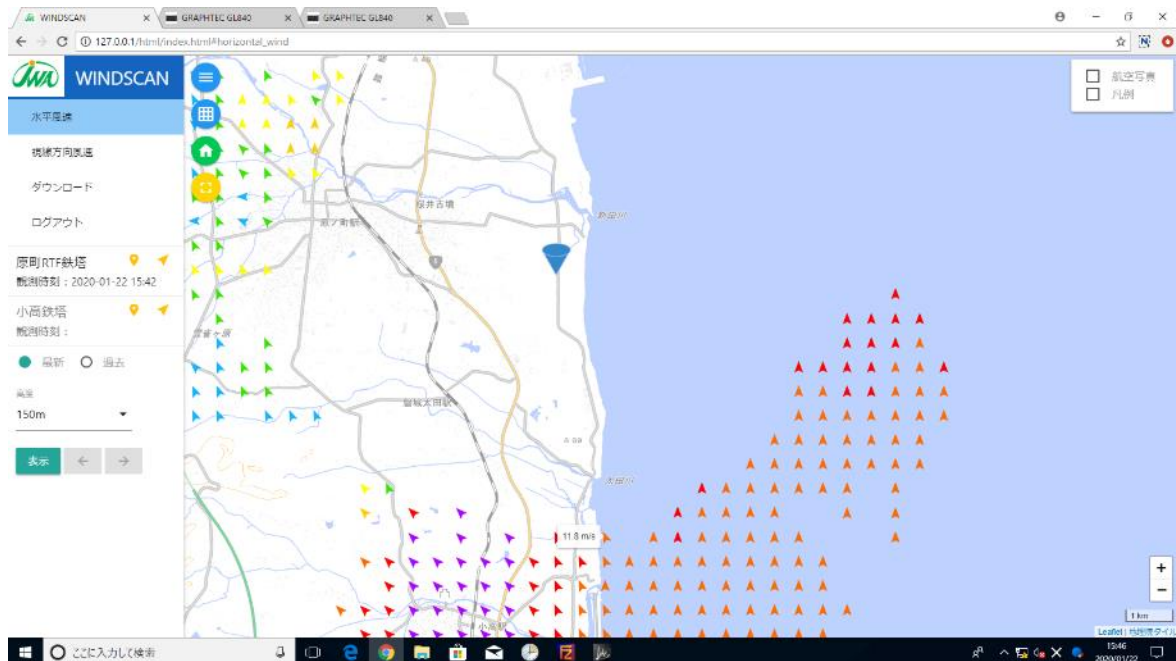 WINDSCAN
GRAPHTEC GL840
GRAPHTEC GL840
127.0.0.1/html/index.html#horizontal_wind
JWA
WINDSCAN
水平風速
視線方向風速
ダウンロード
ログアウト
原町RTF鉄塔
観測時刻：2020-01-22 15:42
小高鉄塔
観測時刻：
最新
過去
高度
150m
表示
航空写真
凡例
桜井古墳
原ノ町駅
新田川
雲雀ヶ原
磐城太田駅
太田川
11.8 m/s
小高駅
+
−
1 km
Leaflet | 地理院タイル
ここに入力して検索
15:46
2020/01/22